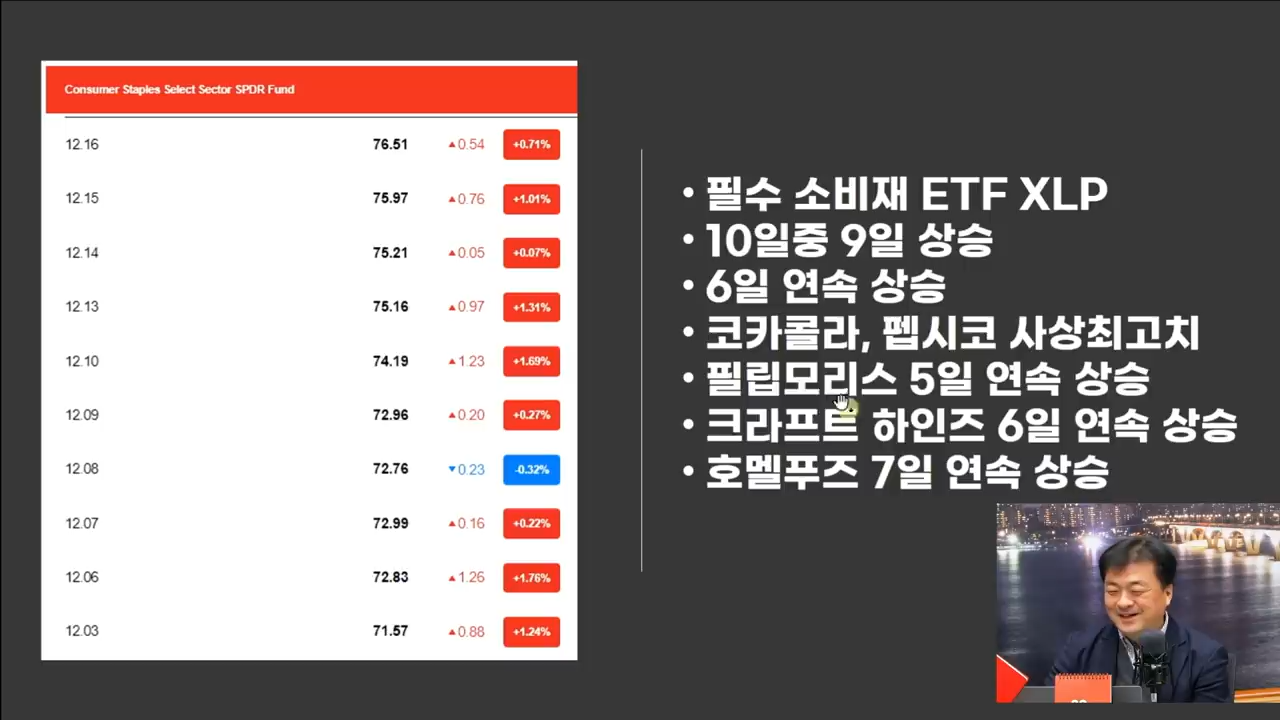 Consumer Staples Select Sector SPDR Fund
12.16 76.51 ▲0.54 +0.71%
12.15 75.97 ▲0.76 +1.01%
12.14 75.21 ▲0.05 +0.07%
12.13 75.16 ▲0.97 +1.31%
12.10 74.19 ▲1.23 +1.69%
12.09 72.96 ▲0.20 +0.27%
12.08 72.76 ▼0.23 -0.32%
12.07 72.99 ▲0.16 +0.22%
12.06 72.83 ▲1.26 +1.76%
12.03 71.57 ▲0.88 +1.24%
• 필수 소비재 ETF XLP
• 10일중 9일 상승
• 6일 연속 상승
• 코카콜라, 펩시코 사상최고치
• 필립모리스 5일 연속 상승
• 크라프트 하인즈 6일 연속 상승
• 호멜푸즈 7일 연속 상승